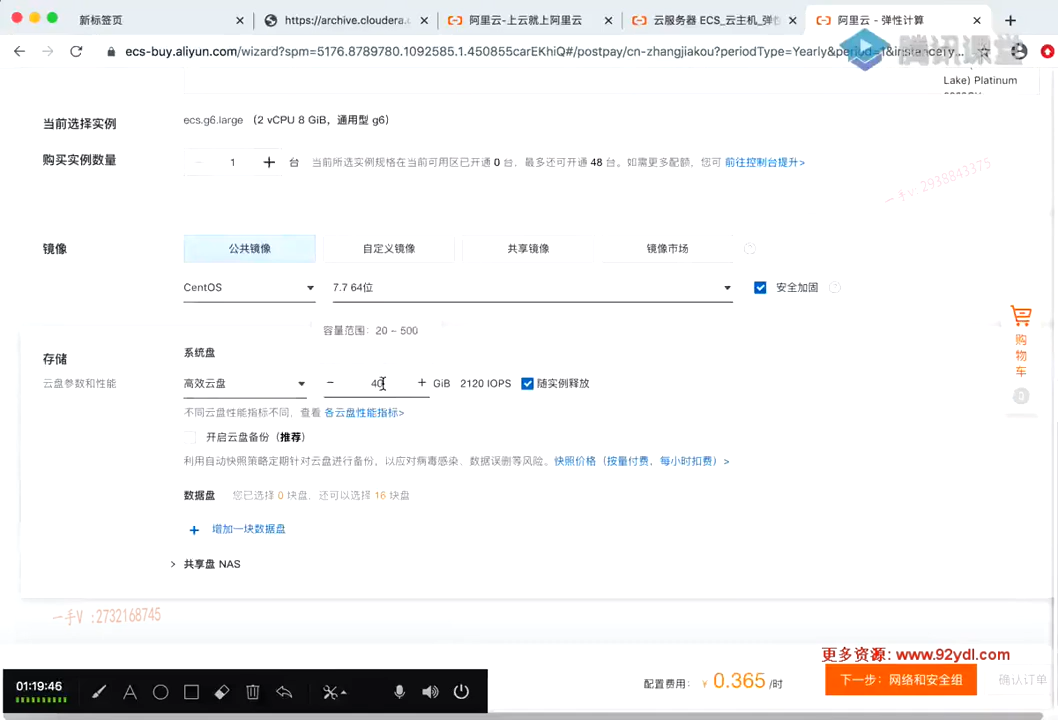 新标签页
https://archive.cloudera.
阿里云-上云就上阿里云
云服务器 ECS_云主机_弹性
阿里云 - 弹性计算
ecs-buy.aliyun.com/wizard?spm=5176.8789780.1092585.1.450855carEKhiQ#/postpay/cn-zhangjiakou?periodType=Yearly&period=1&instancety...
腾讯课堂
Lake) Platinum
当前选择实例
ecs.g6.large (2 vCPU 8 GiB，通用型 g6)
购买实例数量
1
台
当前所选实例规格在当前可用区已开通 0 台，最多还可开通 48 台。如需更多配额，您可 前往控制台提升>
一手V 2938843375
镜像
公共镜像
自定义镜像
共享镜像
镜像市场
CentOS
7.7 64位
安全加固
容量范围：20 ~ 500
购物车
0
存储
系统盘
云盘参数和性能
高效云盘
40
GiB
2120 IOPS
随实例释放
不同云盘性能指标不同，查看 各云盘性能指标>
开启云盘备份（推荐）
利用自动快照策略定期针对云盘进行备份，以应对病毒感染、数据误删等风险。快照价格（按量付费，每小时扣费）>
数据盘
您已选择 0 块盘，还可以选择 16 块盘
增加一块数据盘
共享盘 NAS
一手V :2732168745
更多资源: www.92ydl.com
01:19:46
配置费用：
¥ 0.365 /时
下一步：网络和安全组
确认订单